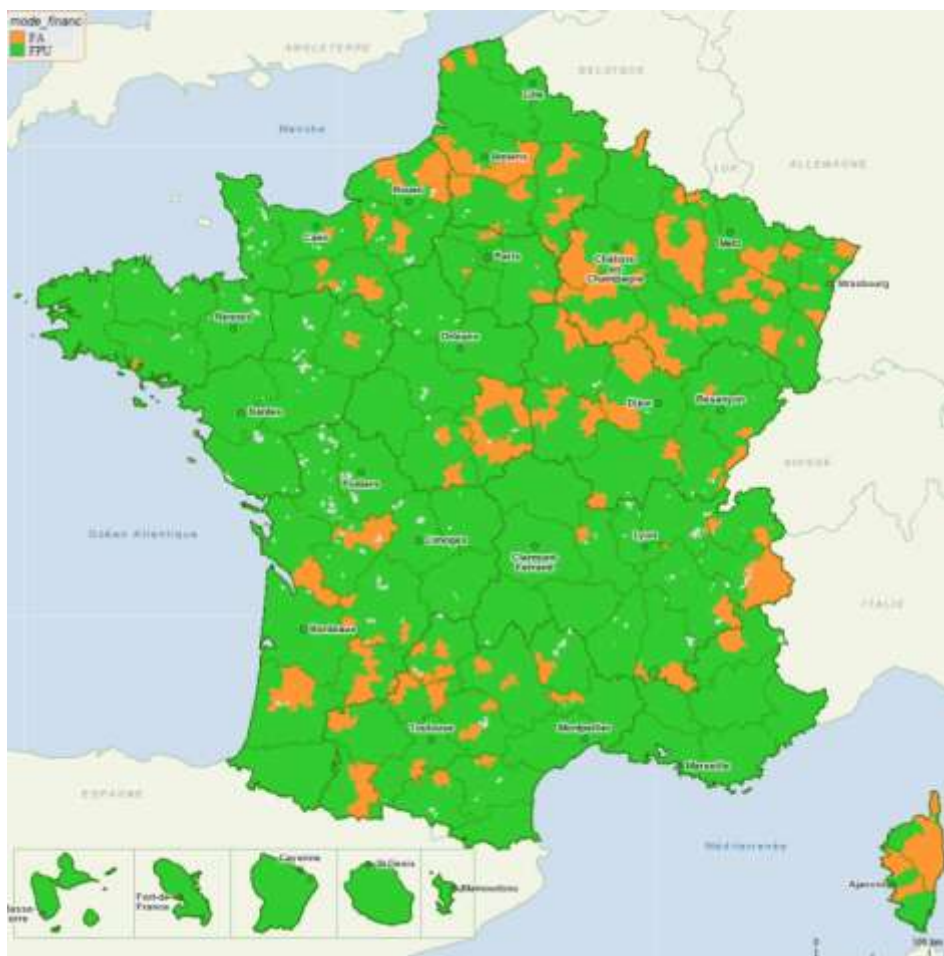 mode_financ
FA
FPU
ANGLETERRE
BELGIQUE
Lille
Manche
Amiens
LUX
ALLEMAGNE
Rouen
Caen
Metz
Paris
Châlons
en
Champagne
Strasbourg
Rennes
Orléans
Dijon
Besançon
Nantes
Poitiers
SUISSE
Océan Atlantique
Limoges
Clermont
Ferrand
Lyon
ITALIE
Bordeaux
Toulouse
Montpellier
Marseille
ESPAGNE
Méditerranée
Cayenne
St Denis
Mamoudzou
Fort-de
France
Ajaccio